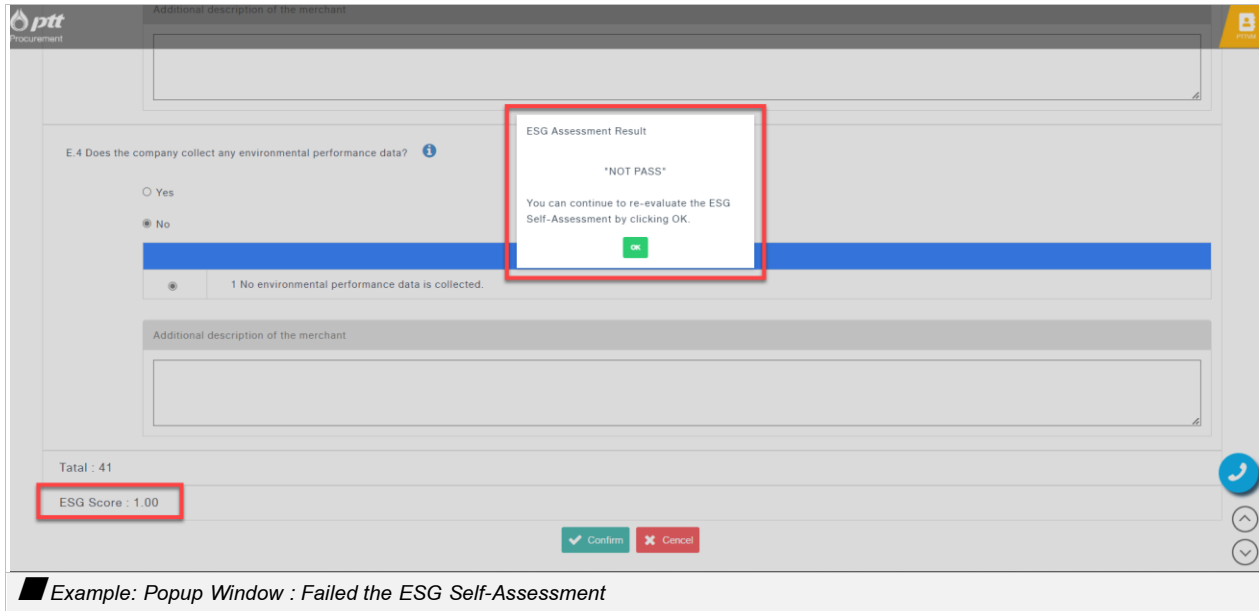 ptt
Procurement
Additional description of the merchant
E.4 Does the company collect any environmental performance data?
Yes
No
1 No environmental performance data is collected.
Additional description of the merchant
Tatal : 41
ESG Score : 1.00
ESG Assessment Result
"NOT PASS"
You can continue to re-evaluate the ESG
Self-Assessment by clicking OK.
OK
Confirm
Cencel
Example: Popup Window : Failed the ESG Self-Assessment